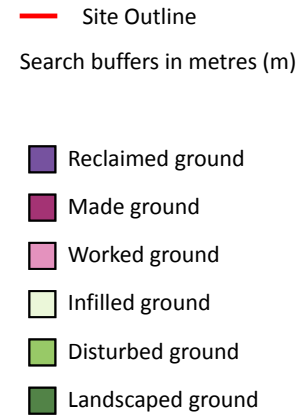 Site Outline
Search buffers in metres (m)
Reclaimed ground
Made ground
Worked ground
Infilled ground
Disturbed ground
Landscaped ground